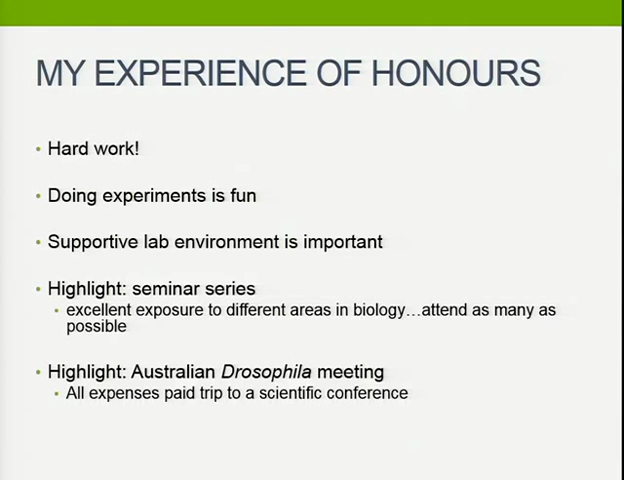 MY EXPERIENCE OF HONOURS
• Hard work!
• Doing experiments is fun
• Supportive lab environment is important
• Highlight: seminar series
• excellent exposure to different areas in biology…attend as many as
possible
• Highlight: Australian Drosophila meeting
• All expenses paid trip to a scientific conference